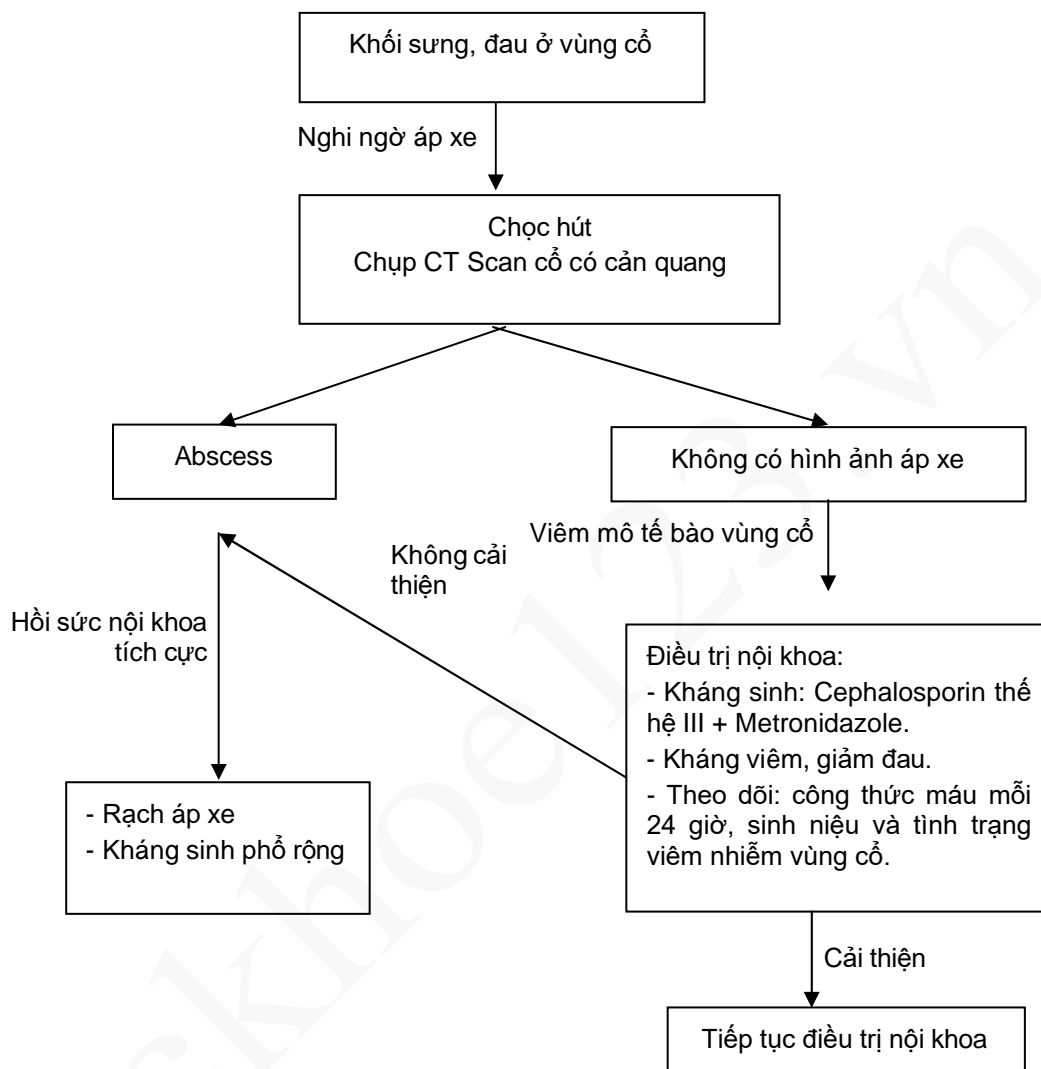 Khối sưng, đau ở vùng cổ
Nghi ngờ áp xe
Chọc hút
Chụp CT Scan cổ có cản quang
Abscess
Không có hình ảnh áp xe
Viêm mô tế bào vùng cổ
Không cải
thiện
Hồi sức nội khoa
tích cực
Điều trị nội khoa:
- Kháng sinh: Cephalosporin thế
hệ III + Metronidazole.
- Kháng viêm, giảm đau.
- Theo dõi: công thức máu mỗi
24 giờ, sinh niệu và tình trạng
viêm nhiễm vùng cổ.
- Rạch áp xe
- Kháng sinh phổ rộng
Cải thiện
Tiếp tục điều trị nội khoa
khoe123.vn